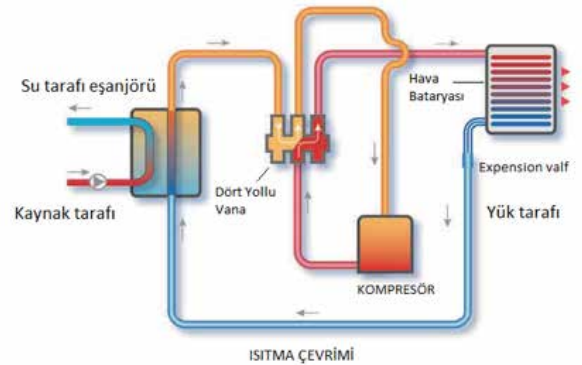 Su tarafı eşanjörü
Hava
Bataryası
Expension valf
Kaynak tarafı
Dört Yollu
Vana
Yük tarafı
KOMPRESÖR
ISITMA ÇEVRİMİ